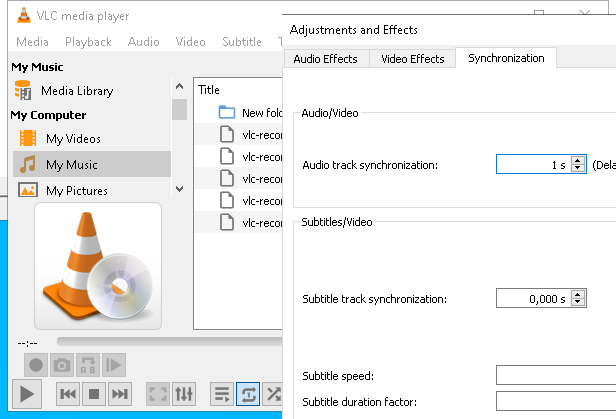 VLC media player
Media Playback Audio Video Subtitle
My Music
Media Library
My Computer
My Videos
My Music
My Pictures
Title
New fold
vlc-recor
vlc-recor
vlc-recor
vlc-recor
vlc-recor
--:--
Adjustments and Effects
Audio Effects Video Effects Synchronization
Audio/Video
Audio track synchronization: 1 s (Dela
Subtitles/Video
Subtitle track synchronization: 0,000 s
Subtitle speed:
Subtitle duration factor: